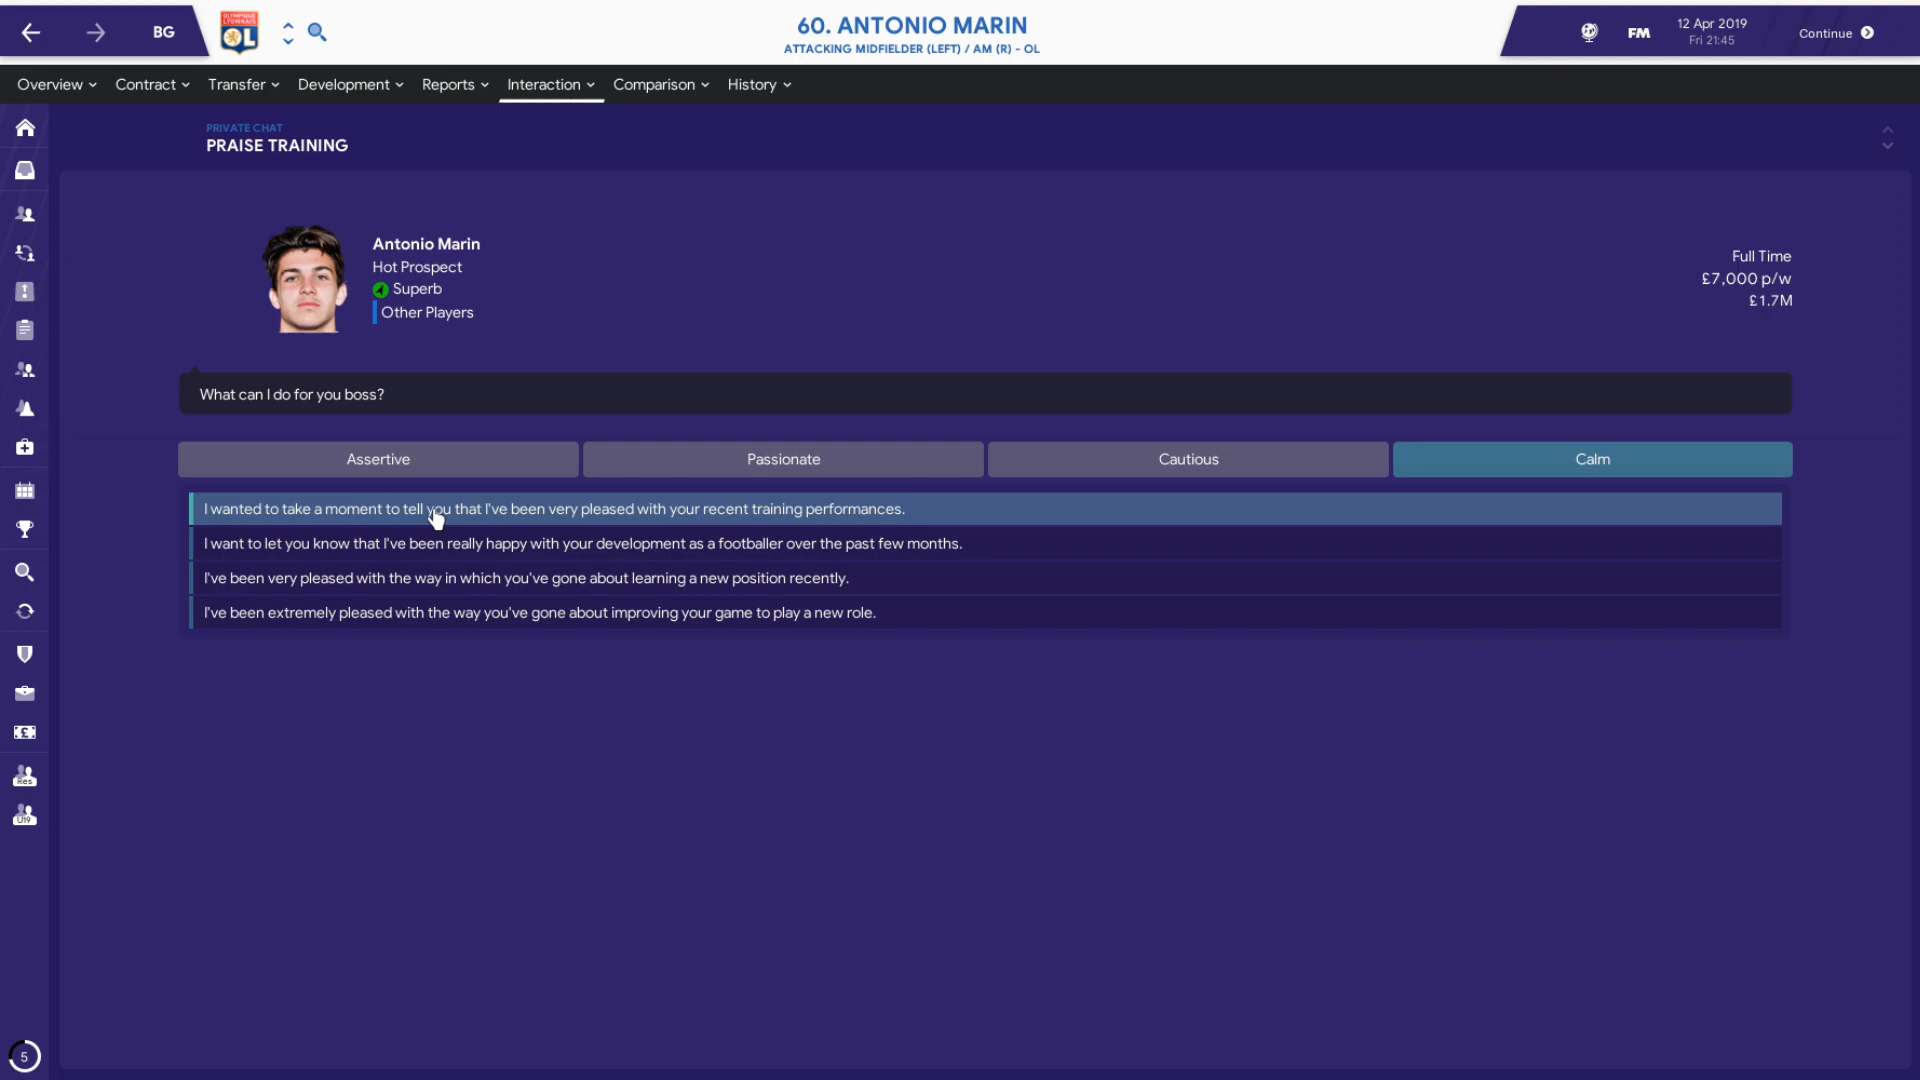 BG
OLYMPIQUE
LYONNAIS
OL
60. ANTONIO MARIN
ATTACKING MIDFIELDER (LEFT) / AM (R) - OL
FM
12 Apr 2019
Fri 21:45
Continue
Overview
Contract
Transfer
Development
Reports
Interaction
Comparison
History
PRIVATE CHAT
PRAISE TRAINING
Antonio Marin
Hot Prospect
Superb
Other Players
Full Time
£7,000 p/w
£1.7M
What can I do for you boss?
Assertive
Passionate
Cautious
Calm
I wanted to take a moment to tell you that I've been very pleased with your recent training performances.
I want to let you know that I've been really happy with your development as a footballer over the past few months.
I've been very pleased with the way in which you've gone about learning a new position recently.
I've been extremely pleased with the way you've gone about improving your game to play a new role.
£
Res
U19
5